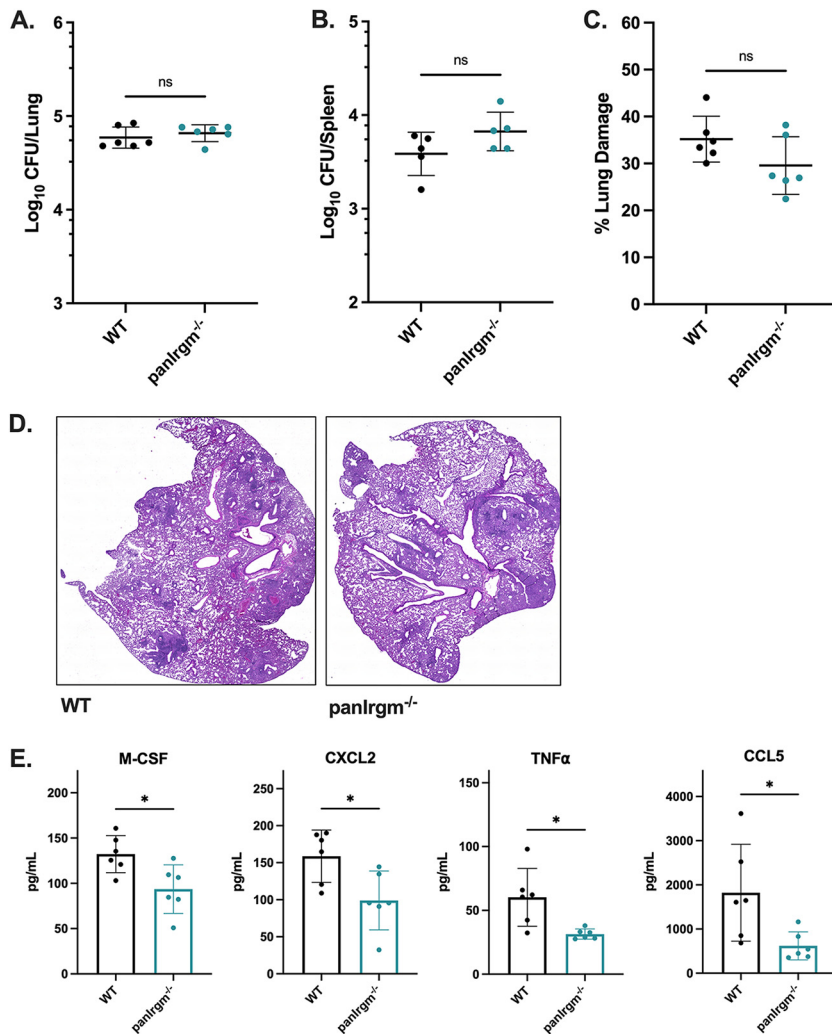 A.
Log10 CFU/Lung
5
4
3
ns
WT
panIrgm-/-
B.
Log10 CFU/Spleen
5
4
3
2
ns
WT
panIrgm-/-
C.
% Lung Damage
60
50
40
30
20
10
0
ns
WT
panIrgm-/-
D.
WT
panIrgm-/-
E.
M-CSF
pg/mL
200
150
100
50
0
*
WT
panIrgm-/-
CXCL2
pg/mL
250
200
150
100
50
0
*
WT
panIrgm-/-
TNFα
pg/mL
150
100
50
0
*
WT
panIrgm-/-
CCL5
pg/mL
4000
3000
2000
1000
0
*
WT
panIrgm-/-